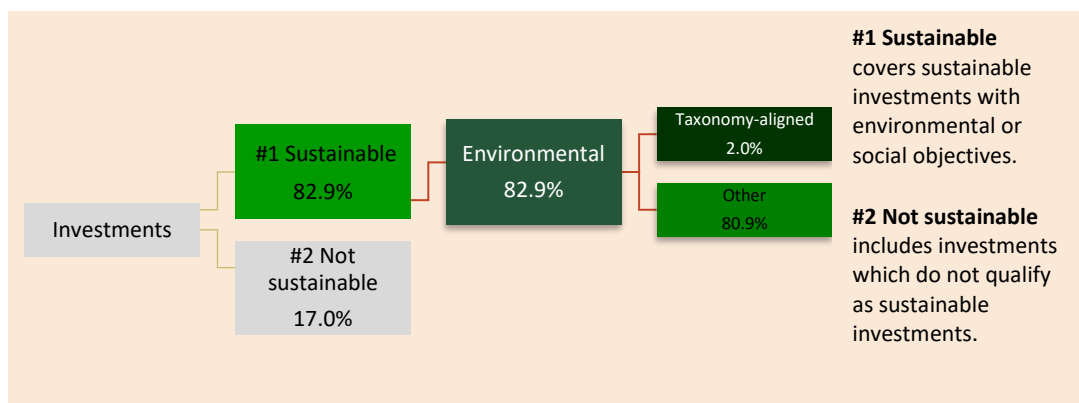 Investments
#1 Sustainable
82.9%
#2 Not
sustainable
17.0%
Environmental
82.9%
Taxonomy-aligned
2.0%
Other
80.9%
#1 Sustainable
covers sustainable
investments with
environmental or
social objectives.
#2 Not sustainable
includes investments
which do not qualify
as sustainable
investments.